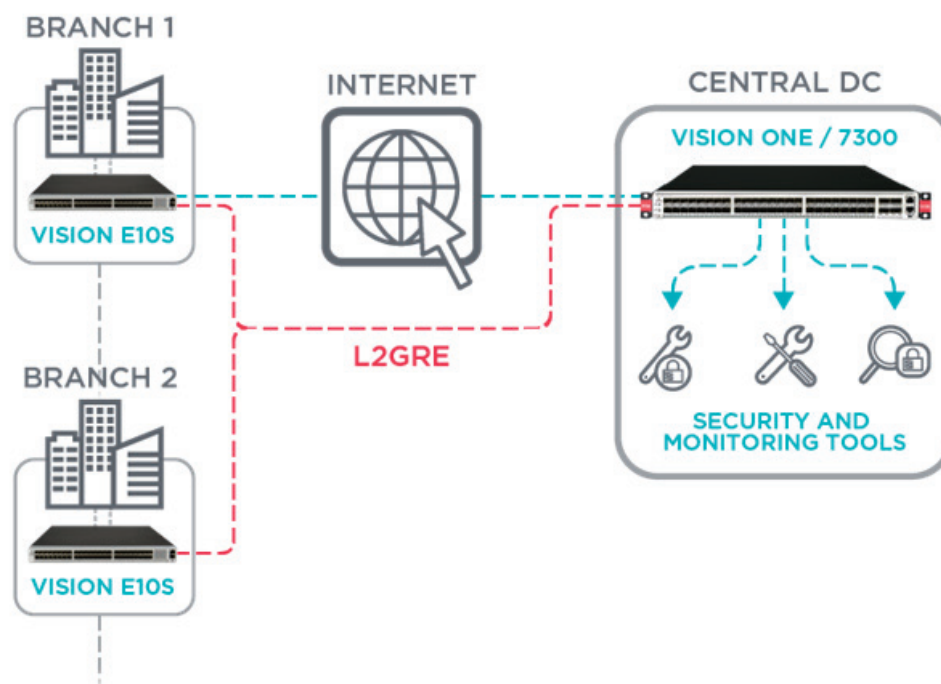 BRANCH 1
VISION E10S
INTERNET
CENTRAL DC
VISION ONE / 7300
L2GRE
BRANCH 2
VISION E10S
SECURITY AND
MONITORING TOOLS